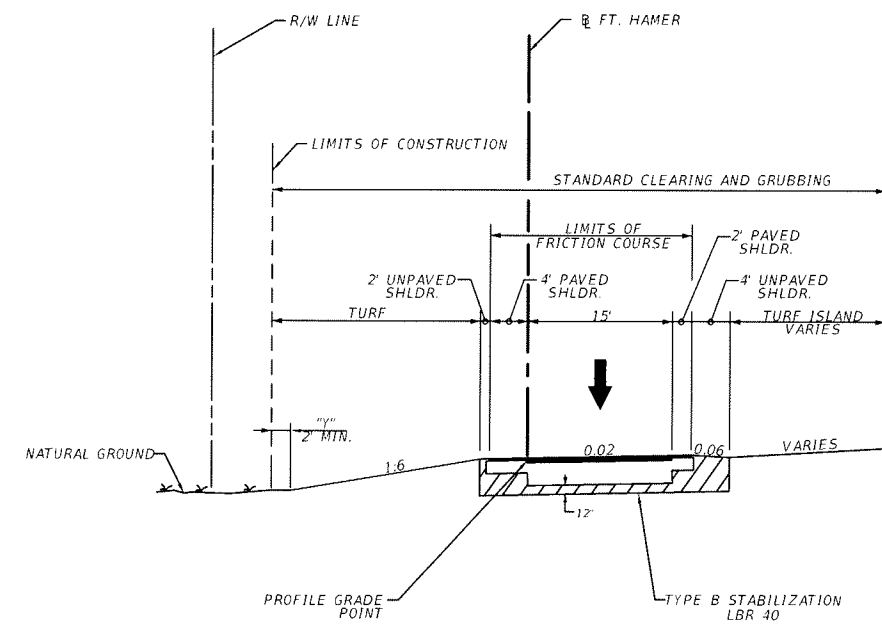 R/W LINE
℄ FT. HAMER
LIMITS OF CONSTRUCTION
STANDARD CLEARING AND GRUBBING
LIMITS OF
FRICTION COURSE
2' PAVED
SHLDR.
2' UNPAVED
SHLDR.
4' PAVED
SHLDR.
4' UNPAVED
SHLDR.
TURF
15'
TURF ISLAND
VARIES
"Y"
2' MIN.
NATURAL GROUND
1:6
0.02
0.06
VARIES
12"
PROFILE GRADE
POINT
TYPE B STABILIZATION
LBR 40